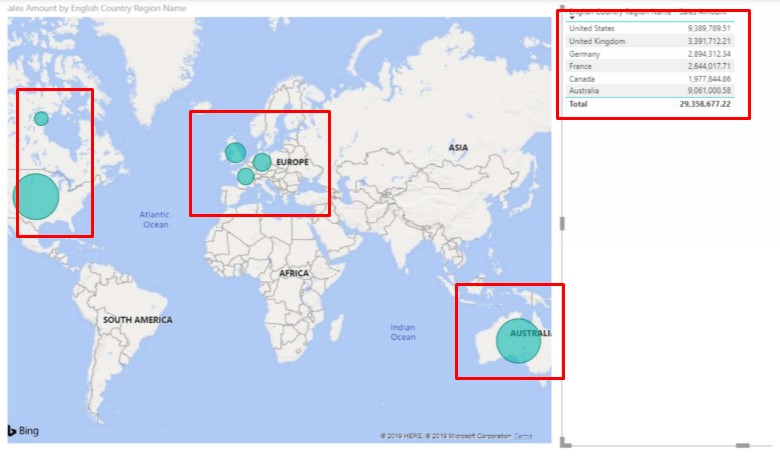 Sales Amount by English Country Region Name
ASIA
EUROPE
Atlantic
Ocean
AFRICA
SOUTH AMERICA
Indian
Ocean
AUSTRALI
Bing
© 2019 HERE, © 2019 Microsoft Corporation Terms
English Country Region Name Sales Amount
United States 9,389,789.51
United Kingdom 3,391,712.21
Germany 2,894,312.34
France 2,644,017.71
Canada 1,977,844.86
Australia 9,061,000.58
Total 29,358,677.22